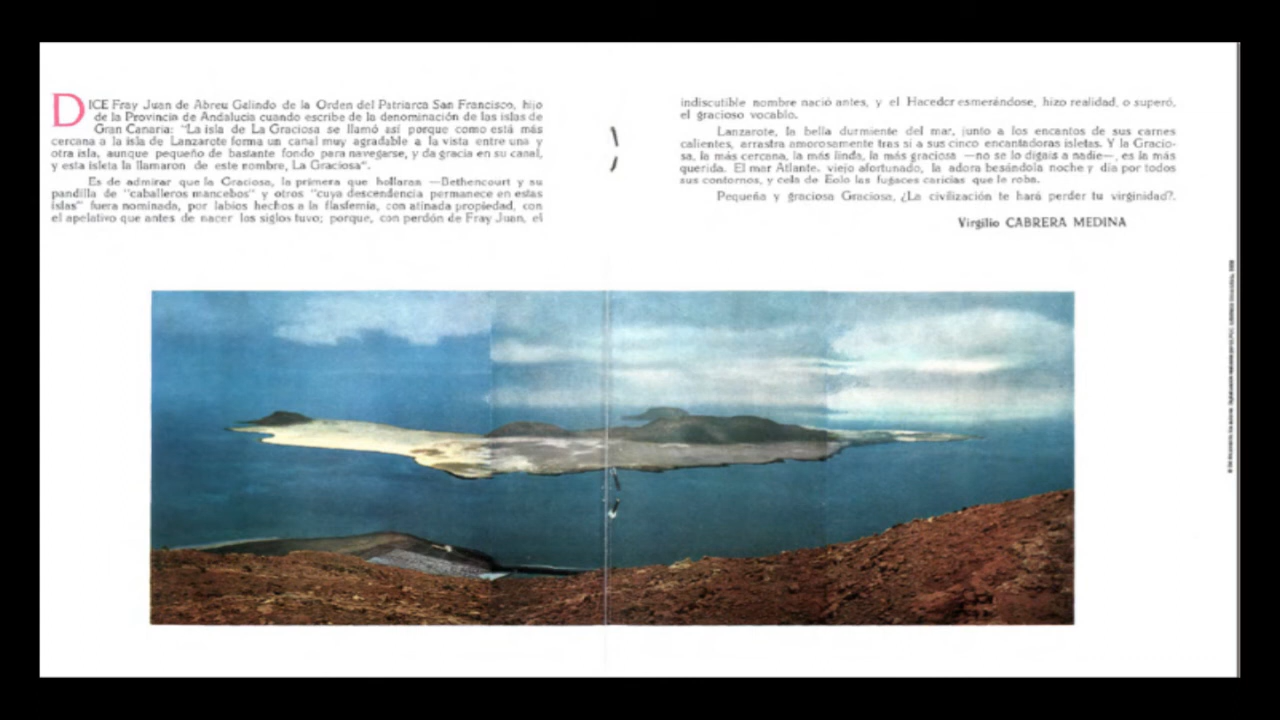 DICE Fray Juan de Abreu Galindo de la Orden del Patriarca San Francisco, hijo
de la Provincia de Andalucia cuando escribe de la denominación de las islas de
Gran Canaria: "La isla de La Graciosa se llamó así porque como está más
cercana a la isla de Lanzarote forma un canal muy agradable a la vista entre una y
otra isla, aunque pequeño de bastante fondo para navegarse, y da gracia en su canal,
y esta isleta la llamaron de este nombre, La Graciosa".
Es de admirar que la Graciosa, la primera que hollaran —Bethencourt y su
pandilla de "caballeros mancebos" y otros "cuya descendencia permanece en estas
islas" fuera nominada, por labios hechos a la flasfemia, con atinada propiedad, con
el apelativo que antes de nacer los siglos tuvo; porque, con perdón de Fray Juan, el
indiscutible nombre nació antes, y el Hacedor esmerándose, hizo realidad, o superó,
el gracioso vocablo.
Lanzarote, la bella durmiente del mar, junto a los encantos de sus carnes
calientes, arrastra amorosamente tras sí a sus cinco encantadoras isletas. Y la Gracio-
sa, la más cercana, la más linda, la más graciosa —no se lo digáis a nadie—, es la más
querida. El mar Atlante, viejo afortunado, la adora besándola noche y día por todos
sus contornos, y cela de Eolo las fugaces caricias que le roba.
Pequeña y graciosa Graciosa, ¿La civilización te hará perder tu virginidad?.
Virgilio CABRERA MEDINA